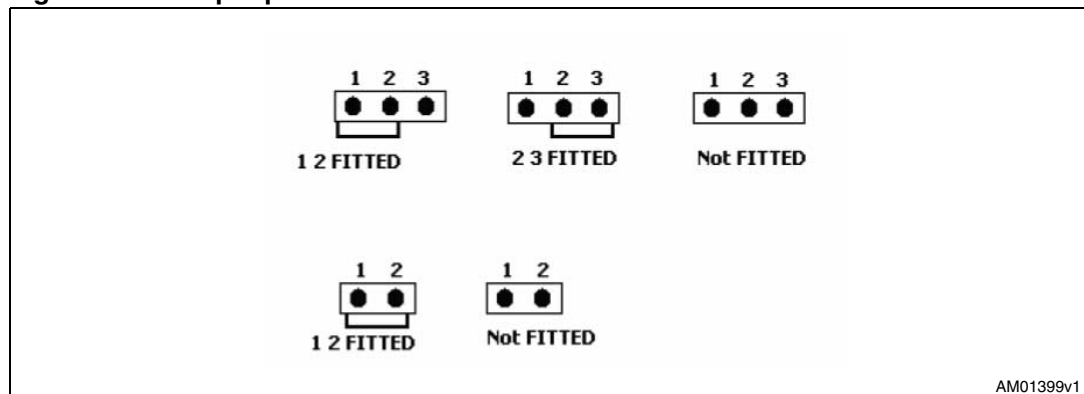 1 2 3 1 2 3 1 2 3
1 2 FITTED 2 3 FITTED Not FITTED
1 2 1 2
1 2 FITTED Not FITTED
AM01399v1